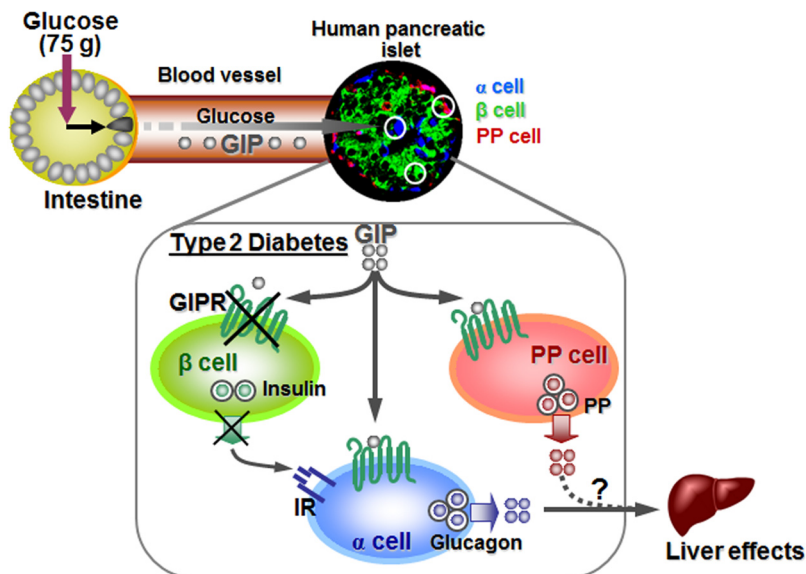 Glucose
(75 g)
Human pancreatic
islet
Blood vessel
α cell
β cell
PP cell
Glucose
GIP
Intestine
Type 2 Diabetes
GIP
GIPR
β cell
Insulin
PP cell
PP
IR
α cell
Glucagon
?
Liver effects